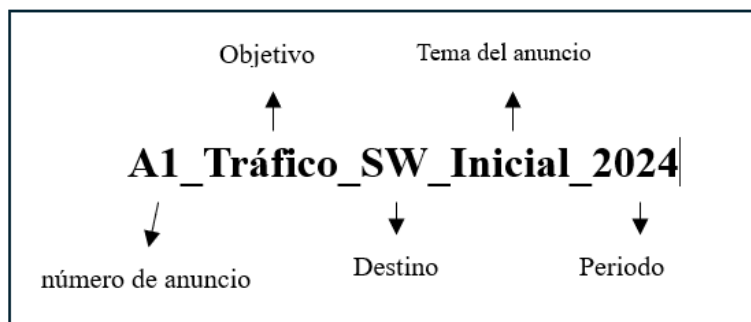 Objetivo Tema del anuncio
A1_Tráfico_SW_Inicial_2024
número de anuncio Destino Periodo